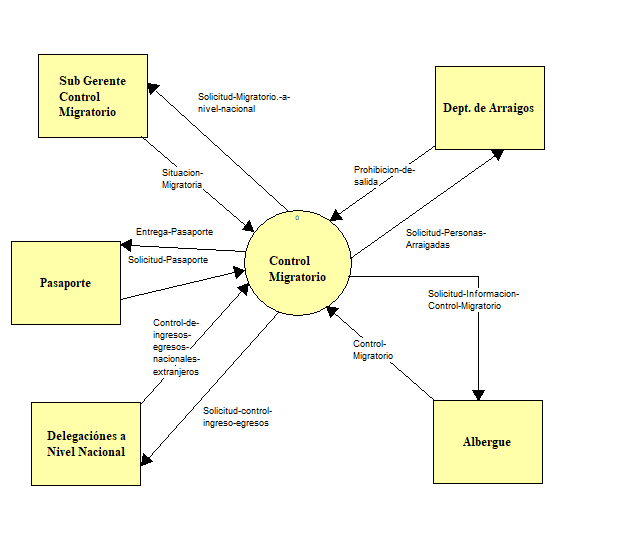 Sub Gerente
Control
Migratorio
Solicitud-Migratorio.-a-
nivel-nacional
Dept. de Arraigos
Situacion-
Migratoria
Prohibicion-de-
salida
0
Entrega-Pasaporte
Solicitud-Pasaporte
Solicitud-Personas-
Arraigadas
Pasaporte
Control
Migratorio
Solicitud-Informacion-
Control-Migratorio
Control-de-
ingresos-
egresos-
nacionales-
extranjeros
Control-
Migratorio
Solicitud-control-
ingreso-egresos
Delegaciónes a
Nivel Nacional
Albergue